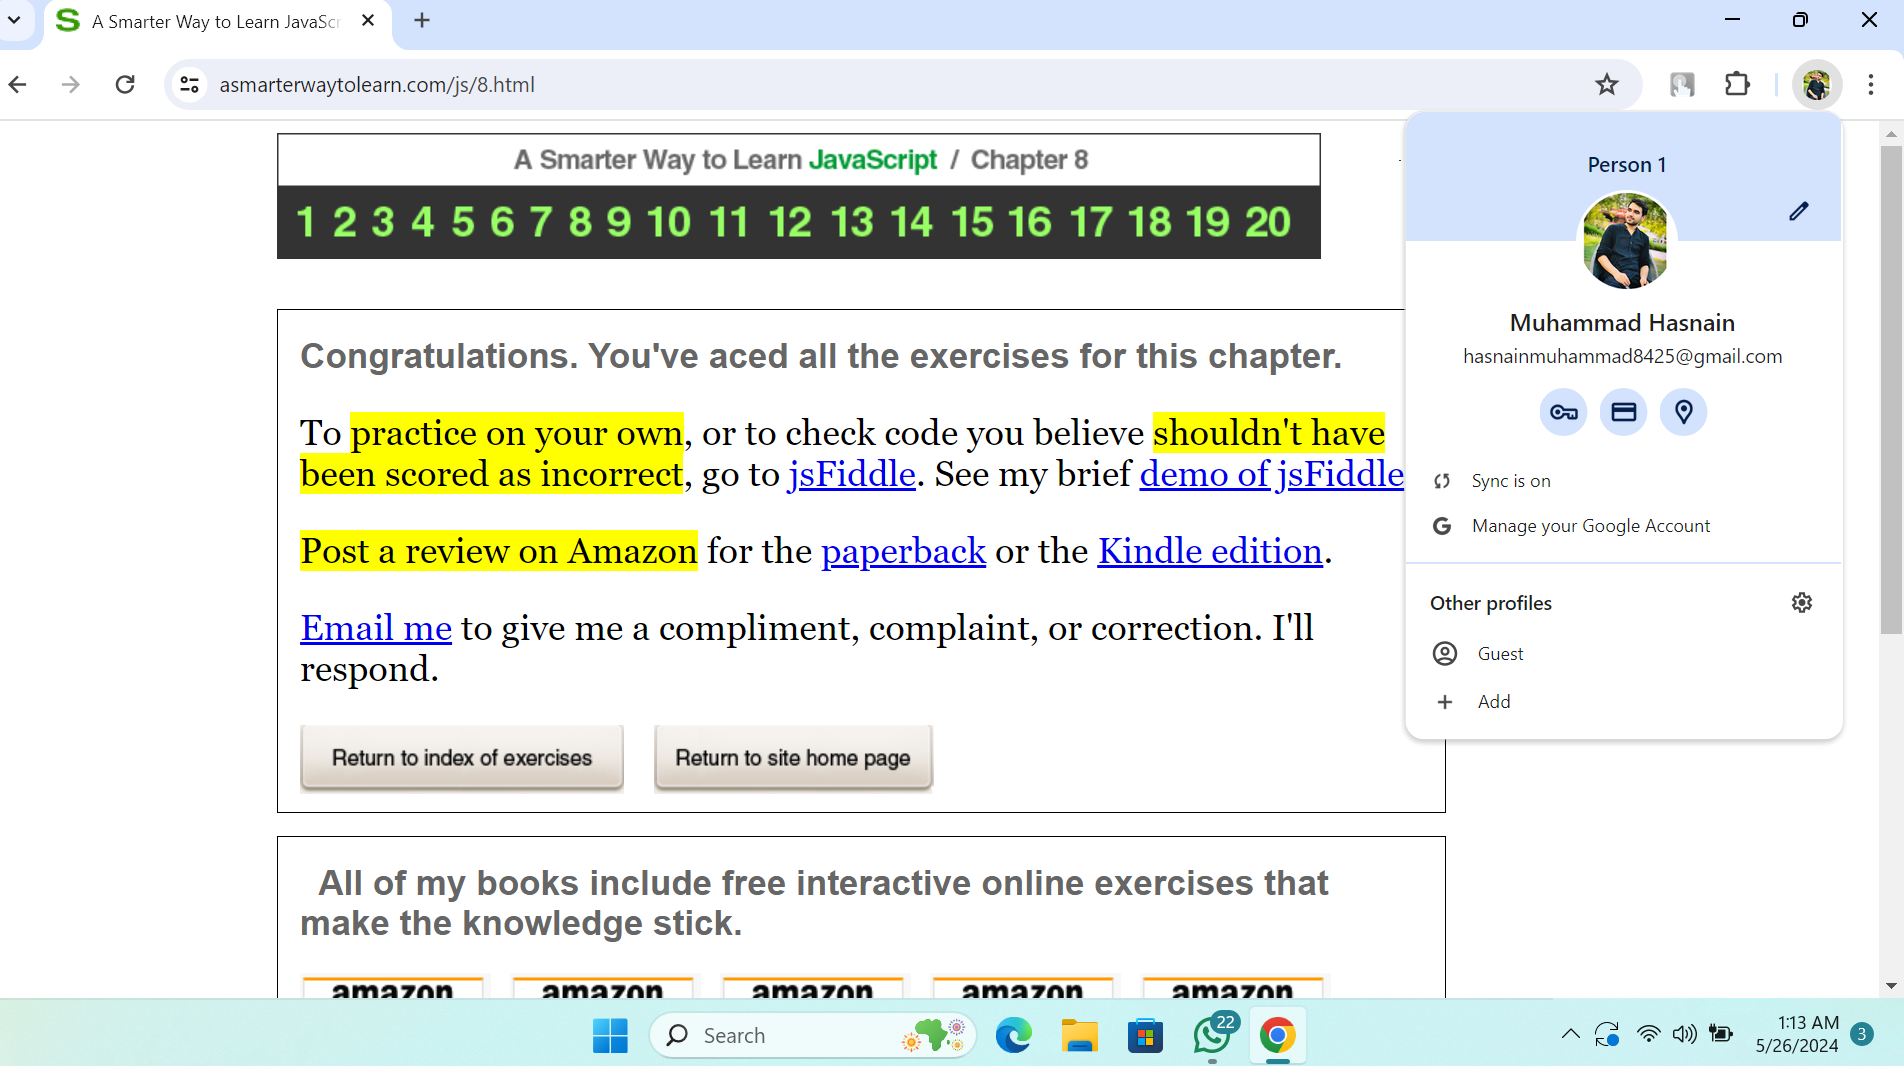 A Smarter Way to Learn JavaScr
asmarterwaytolearn.com/js/8.html
A Smarter Way to Learn JavaScript / Chapter 8
1 2 3 4 5 6 7 8 9 10 11 12 13 14 15 16 17 18 19 20
Congratulations. You've aced all the exercises for this chapter.
To practice on your own, or to check code you believe shouldn't have
been scored as incorrect, go to jsFiddle. See my brief demo of jsFiddle
Post a review on Amazon for the paperback or the Kindle edition.
Email me to give me a compliment, complaint, or correction. I'll
respond.
Return to index of exercises
Return to site home page
All of my books include free interactive online exercises that
make the knowledge stick.
amazon amazon amazon amazon amazon
Person 1
Muhammad Hasnain
hasnainmuhammad8425@gmail.com
Sync is on
Manage your Google Account
Other profiles
Guest
Add
Search
22
1:13 AM
5/26/2024
3